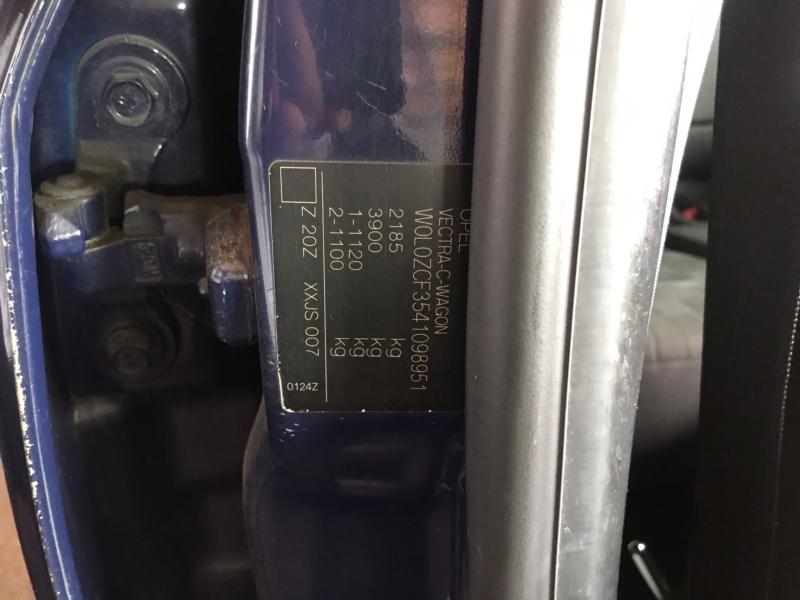 OPEL
VECTRA-C-WAGON
W0L0ZCF3541098951
2185 kg
3900 kg
1-1120 kg
2-1100 kg
Z 20Z XXJS 007
0124Z